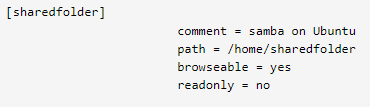 [sharedfolder]
comment = samba on Ubuntu
path = /home/sharedfolder
browseable = yes
readonly = no